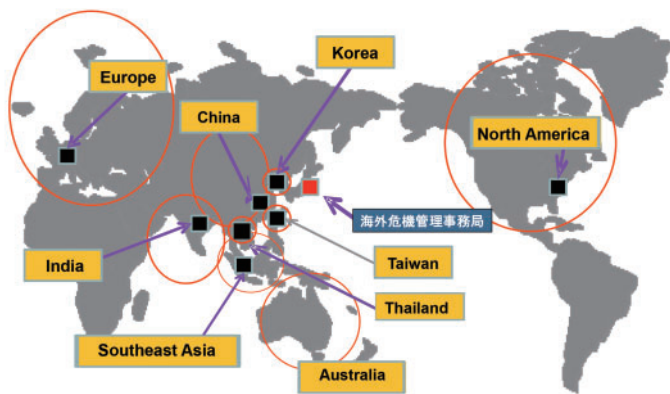 Korea
Europe
China
North America
海外危機管理事務局
India
Taiwan
Thailand
Southeast Asia
Australia